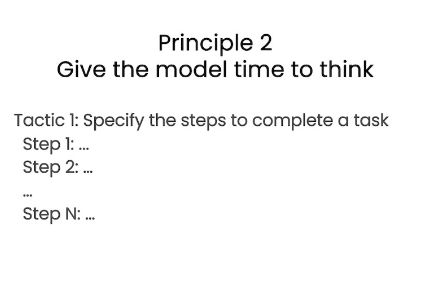 Principle 2
Give the model time to think
Tactic 1: Specify the steps to complete a task
Step 1: ...
Step 2: ...
...
Step N: ...